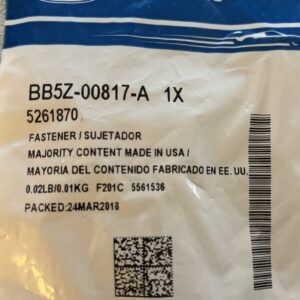 BB5Z-00817-A 1X
5261870
FASTENER / SUJETADOR
MAJORITY CONTENT MADE IN USA /
MAYORIA DEL CONTENIDO FABRICADO EN EE. UU.
0.02LB/0.01KG F201C 5561536
PACKED:24MAR2018